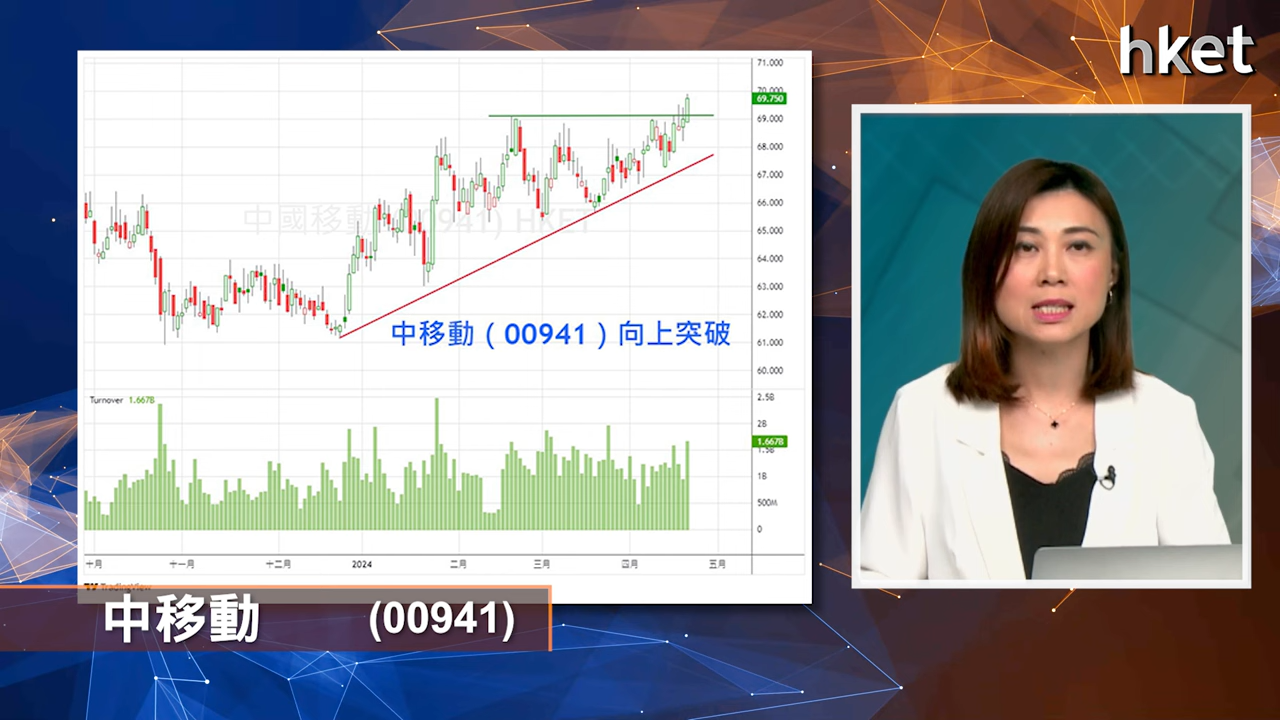 hket
71.000
70.000
69.750
69.000
68.000
67.000
66.000
65.000
64.000
63.000
62.000
61.000
60.000
中國移動 (00941) HKET
中移動（00941）向上突破
Turnover 1.667B
2.5B
2B
1.667B
1.5B
1B
500M
0
十月 十一月 十二月 2024 二月 三月 四月 五月
TradingView
中移動 (00941)